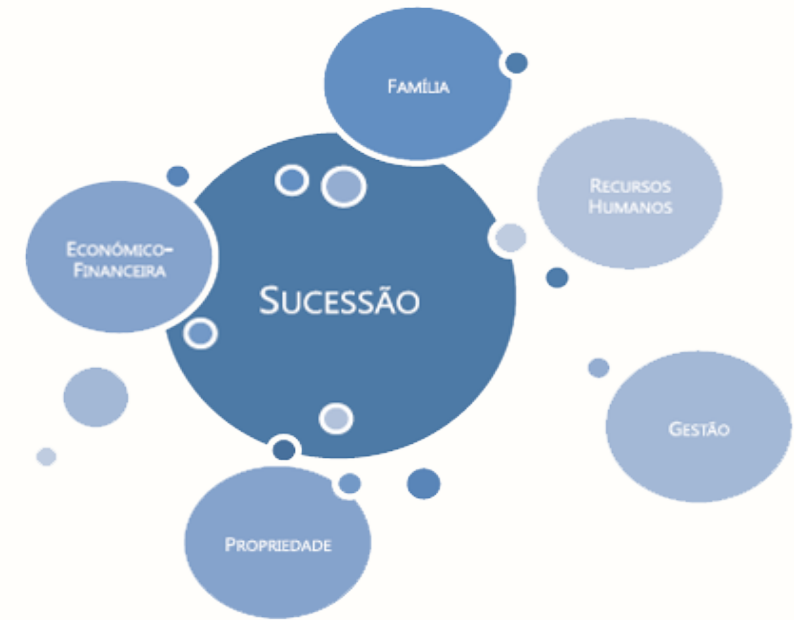 Família
Recursos
Humanos
Económico-
Financeira
Sucessão
Gestão
Propriedade